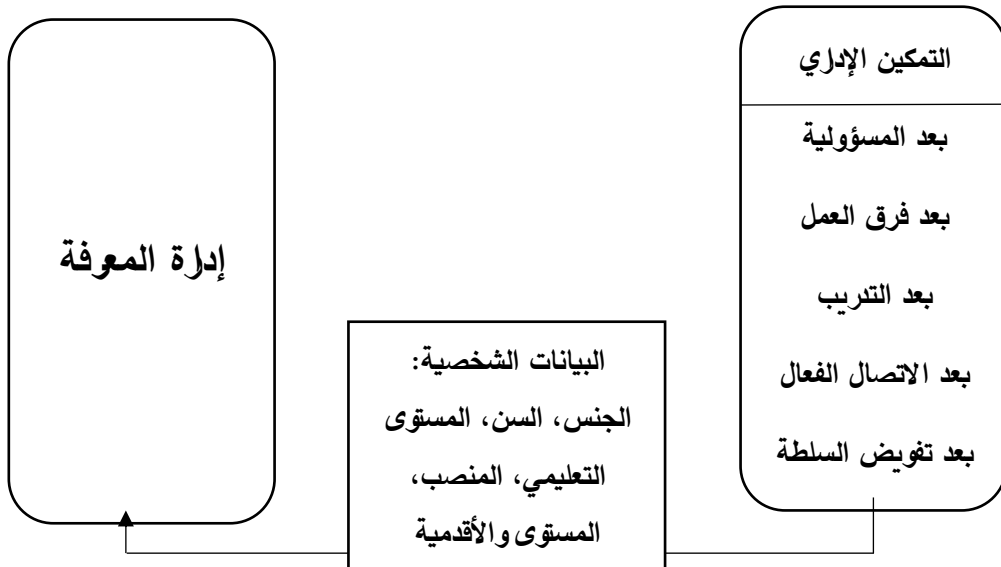 التمكين الإداري
بعد المسؤولية
بعد فرق العمل
بعد التدريب
بعد الاتصال الفعال
بعد تفويض السلطة
إدارة المعرفة
البيانات الشخصية:
الجنس، السن، المستوى
التعليمي، المنصب،
المستوى والأقدمية